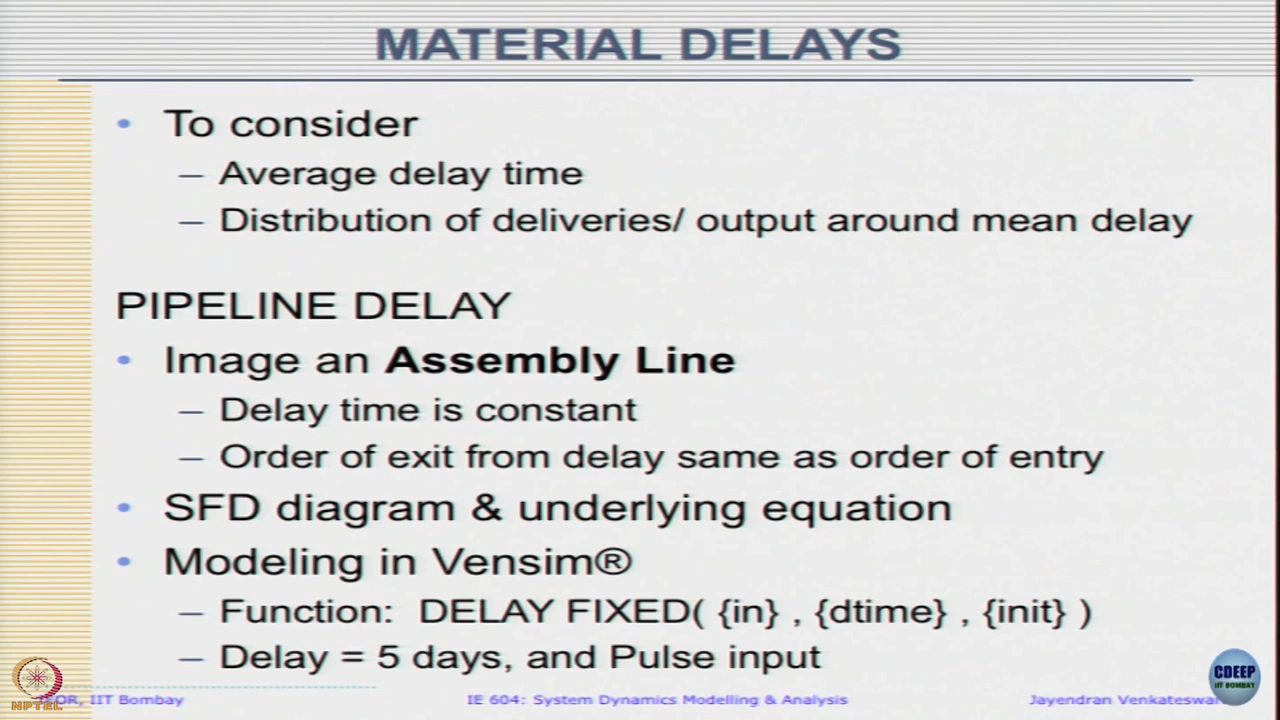 MATERIAL DELAYS
• To consider
– Average delay time
– Distribution of deliveries/ output around mean delay
PIPELINE DELAY
• Image an Assembly Line
– Delay time is constant
– Order of exit from delay same as order of entry
• SFD diagram & underlying equation
• Modeling in Vensim®
– Function: DELAY FIXED( {in} , {dtime} , {init} )
– Delay = 5 days, and Pulse input
IIT Bombay
IE 604: System Dynamics Modelling & Analysis
Jayendran
NPTEL
CDEEP
IIT BOMBAY